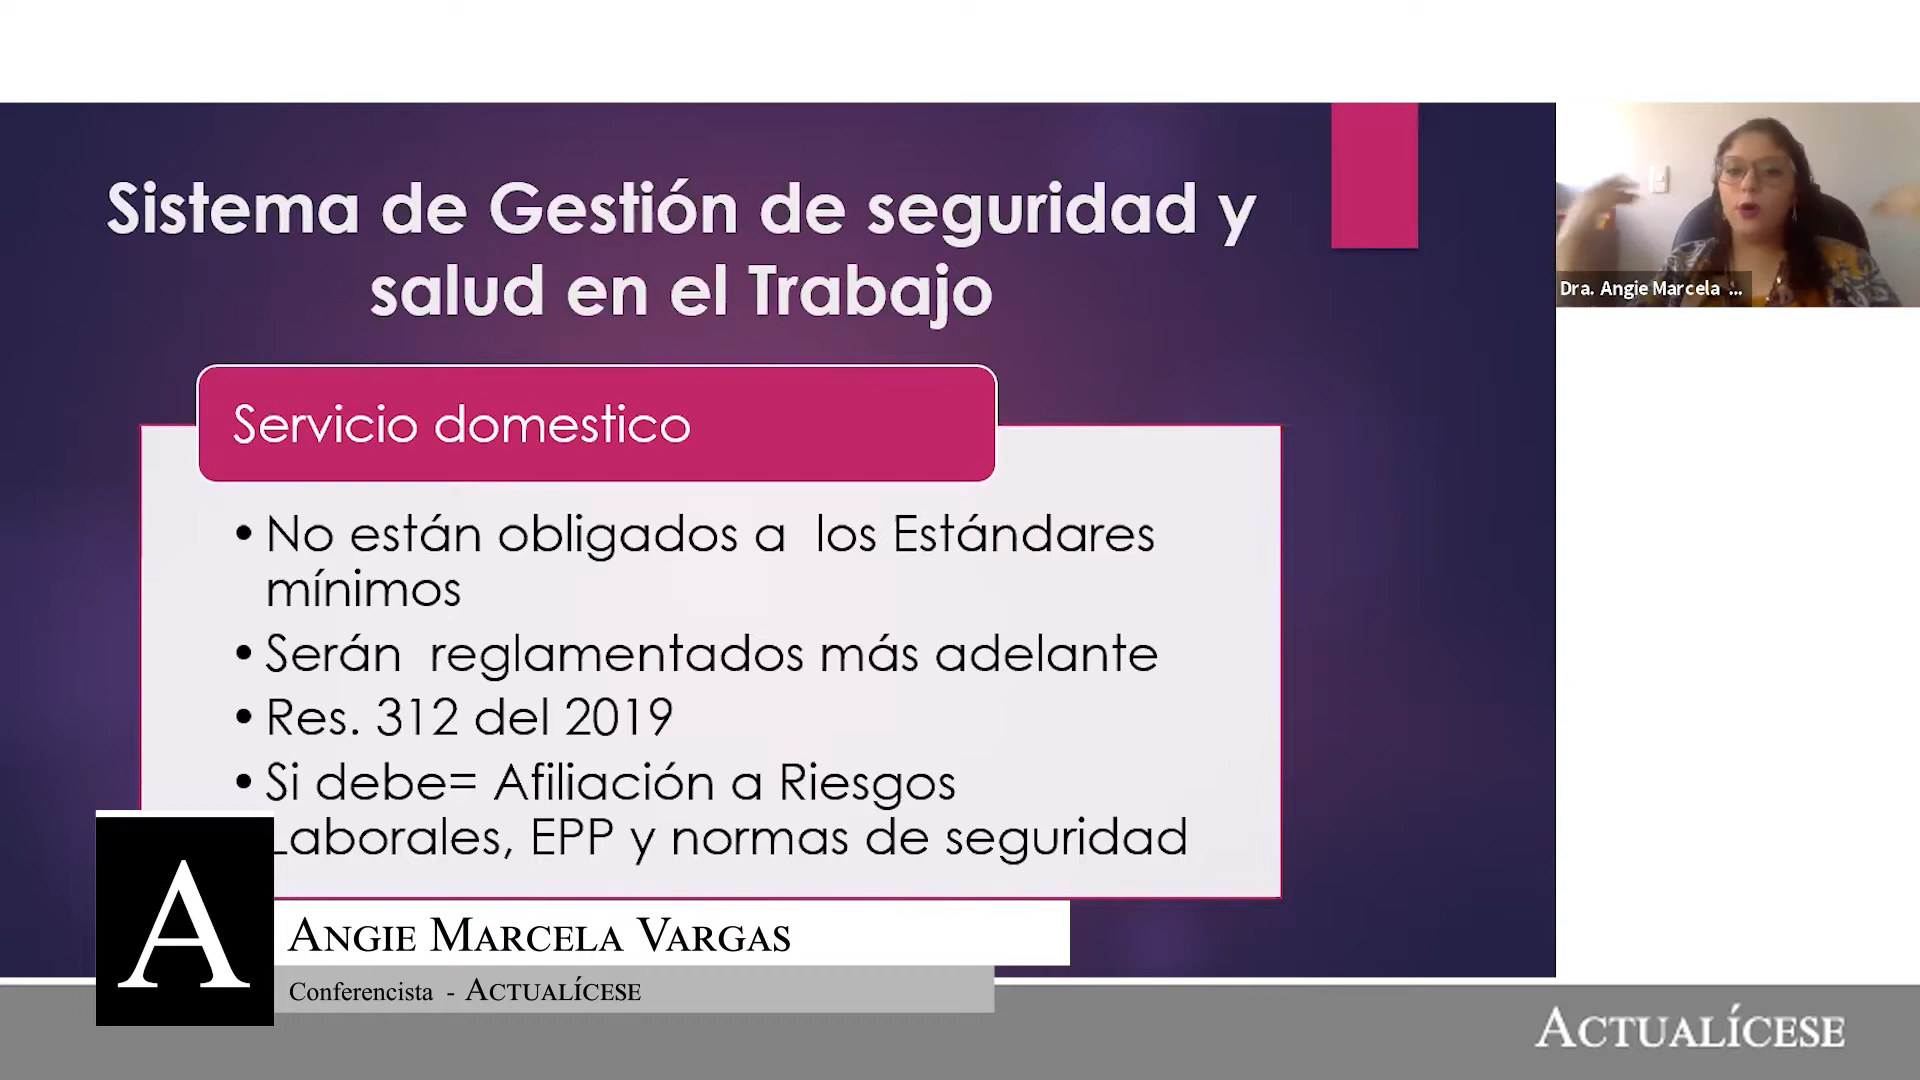 Sistema de Gestión de seguridad y
salud en el Trabajo
Servicio domestico
• No están obligados a los Estándares
mínimos
• Serán reglamentados más adelante
• Res. 312 del 2019
• Si debe= Afiliación a Riesgos
Laborales, EPP y normas de seguridad
Dra. Angie Marcela ...
A
ANGIE MARCELA VARGAS
Conferencista - ACTUALÍCESE
ACTUALÍCESE